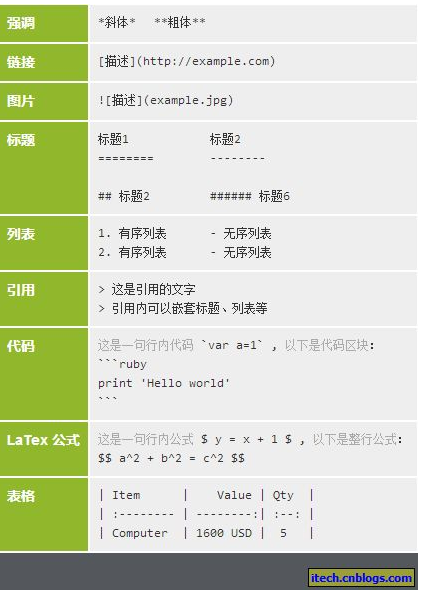 强调 *斜体* **粗体**
链接 [描述](http://example.com)
图片 ![描述](example.jpg)
标题 标题1 标题2
======== --------
## 标题2 ###### 标题6
列表 1. 有序列表 - 无序列表
2. 有序列表 - 无序列表
引用 > 这是引用的文字
> 引用内可以嵌套标题、列表等
代码 这是一句行内代码 `var a=1` , 以下是代码区块:
```ruby
print 'Hello world'
```
LaTex 公式 这是一句行内公式 $ y = x + 1 $ , 以下是整行公式:
$$ a^2 + b^2 = c^2 $$
表格 | Item | Value | Qty |
| :-------- | --------:| :--: |
| Computer | 1600 USD | 5 |
itech.cnblogs.com